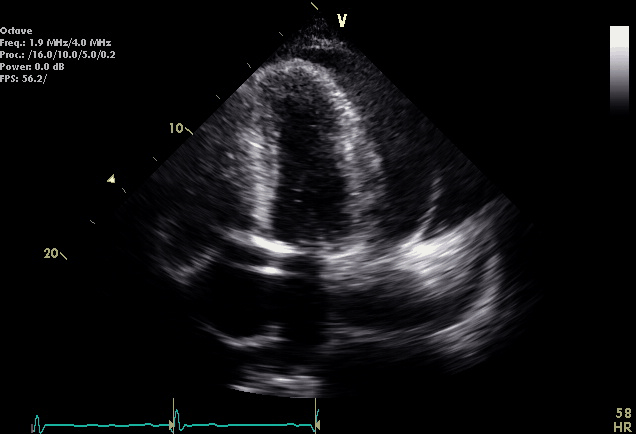 V
Octave
Freq.: 1.9 MHz/4.0 MHz
Proc.: /16.0/10.0/5.0/0.2
Power: 0.0 dB
FPS: 56.2/
10
20
58
HR